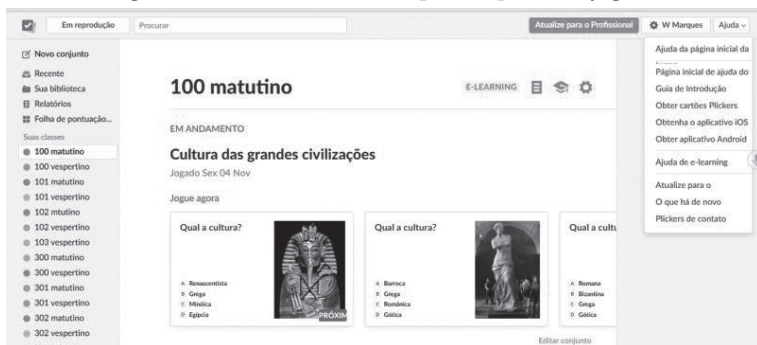 Em reprodução
Procurar
Atualize para o Profissional
W Marques
Ajuda
Novo conjunto
Recente
Sua biblioteca
Relatórios
Folha de pontuação...
Suas classes
100 matutino
100 vespertino
101 matutino
101 vespertino
102 mtutino
102 vespertino
103 vespertino
300 matutino
300 vespertino
301 matutino
301 vespertino
302 matutino
302 vespertino
100 matutino
E-LEARNING
EM ANDAMENTO
Cultura das grandes civilizações
Jogado Sex 04 Nov
Jogue agora
Qual a cultura?
A Renascentista
B Grega
C Minóica
D Egípcia
PRÓXIM
Qual a cultura?
A Barroca
B Grega
C Românica
D Gótica
Qual a cultu
A Romana
B Bizantina
C Grega
D Gótica
Editar conjunto
Ajuda da página inicial da
Página inicial de ajuda do
Guia de Introdução
Obter cartões Plickers
Obtenha o aplicativo iOS
Obter aplicativo Android
Ajuda de e-learning
Atualize para o
O que há de novo
Plickers de contato